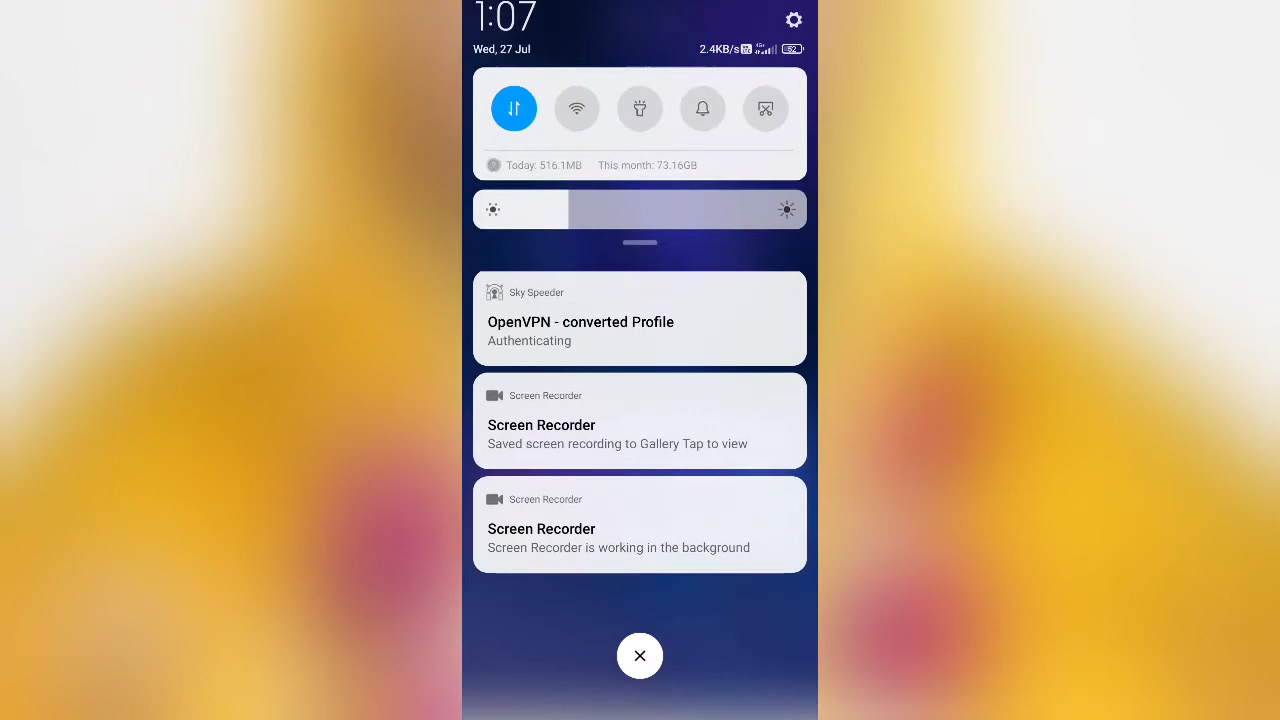 1:07
Wed, 27 Jul
2.4KB/s
52
Today: 516.1MB This month: 73.16GB
Sky Speeder
OpenVPN - converted Profile
Authenticating
Screen Recorder
Screen Recorder
Saved screen recording to Gallery Tap to view
Screen Recorder
Screen Recorder
Screen Recorder is working in the background